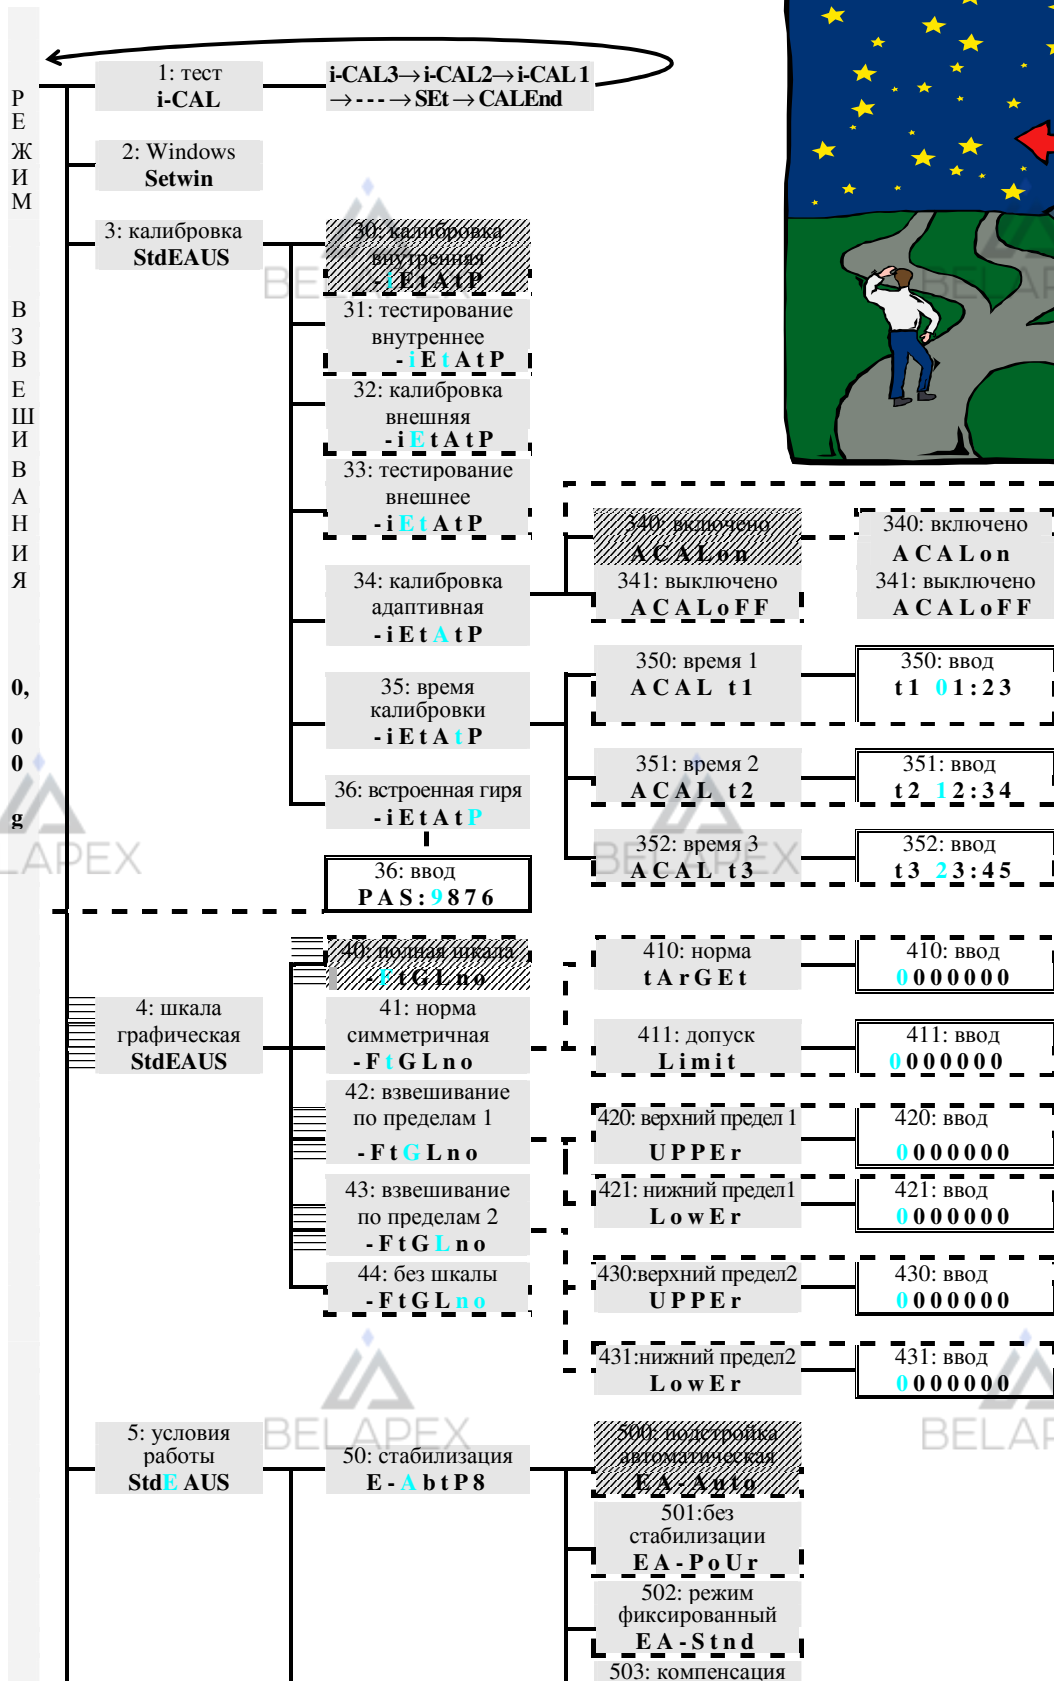 РЕЖИМ ВЗВЕШИВАНИЯ
0,00 g
1: тест
i-CAL
i-CAL3→i-CAL2→i-CAL1
→---→SEt→CALEnd
2: Windows
Setwin
3: калибровка
StdEAUS
30: калибровка
внутренняя
-iEtAtP
31: тестирование
внутреннее
-iEtAtP
32: калибровка
внешняя
-iEtAtP
33: тестирование
внешнее
-iEtAtP
34: калибровка
адаптивная
-iEtAtP
340: включено
ACALon
341: выключено
ACALoFF
340: включено
ACALon
341: выключено
ACALoFF
35: время
калибровки
-iEtAtP
350: время 1
ACAL t1
350: ввод
t1 01:23
351: время 2
ACAL t2
351: ввод
t2 12:34
352: время 3
ACAL t3
352: ввод
t3 23:45
36: встроенная гиря
-iEtAtP
36: ввод
PAS:9876
4: шкала
графическая
StdEAUS
40: полная шкала
-FtGLno
41: норма
симметричная
-FtGLno
410: норма
tArGEt
410: ввод
0000000
411: допуск
Limit
411: ввод
0000000
42: взвешивание
по пределам 1
-FtGLno
420: верхний предел 1
UPPEr
420: ввод
0000000
421: нижний предел1
LowEr
421: ввод
0000000
43: взвешивание
по пределам 2
-FtGLno
430:верхний предел2
UPPEr
430: ввод
0000000
431:нижний предел2
LowEr
431: ввод
0000000
44: без шкалы
-FtGLno
5: условия
работы
StdEAUS
50: стабилизация
E-AbtP8
500: подстройка
автоматическая
EA-Auto
501:без
стабилизации
EA-PoUr
502: режим
фиксированный
EA-Stnd
503: компенсация
BELAPEX
BELAPEX
BELAPEX
BELAPEX
BELAPEX
BELAPEX